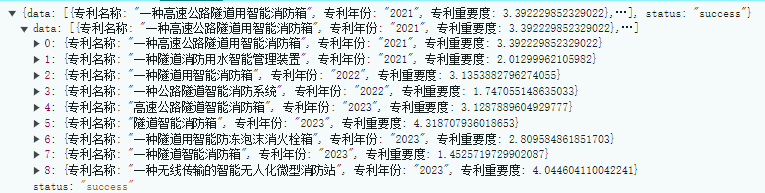 ▼ {data: [{专利名称: "一种高速公路隧道用智能消防箱", 专利年份: "2021", 专利重要度: 3.392229852329022},…], status: "success"}
▼ data: [{专利名称: "一种高速公路隧道用智能消防箱", 专利年份: "2021", 专利重要度: 3.392229852329022},…]
▶ 0: {专利名称: "一种高速公路隧道用智能消防箱", 专利年份: "2021", 专利重要度: 3.392229852329022}
▶ 1: {专利名称: "一种隧道消防用水智能管理装置", 专利年份: "2021", 专利重要度: 2.01299962105982}
▶ 2: {专利名称: "一种隧道用智能消防箱", 专利年份: "2022", 专利重要度: 3.1353882796274055}
▶ 3: {专利名称: "一种公路隧道智能消防系统", 专利年份: "2022", 专利重要度: 1.747055148635033}
▶ 4: {专利名称: "高速公路隧道智能消防箱", 专利年份: "2023", 专利重要度: 3.1287889604929777}
▶ 5: {专利名称: "隧道智能消防箱", 专利年份: "2023", 专利重要度: 4.318707936018653}
▶ 6: {专利名称: "一种隧道用智能防冻泡沫消火栓箱", 专利年份: "2023", 专利重要度: 2.809584861851703}
▶ 7: {专利名称: "一种隧道智能消防箱", 专利年份: "2023", 专利重要度: 1.4525719729902087}
▶ 8: {专利名称: "一种无线传输的智能无人化微型消防站", 专利年份: "2023", 专利重要度: 4.044604110042241}
status: "success"